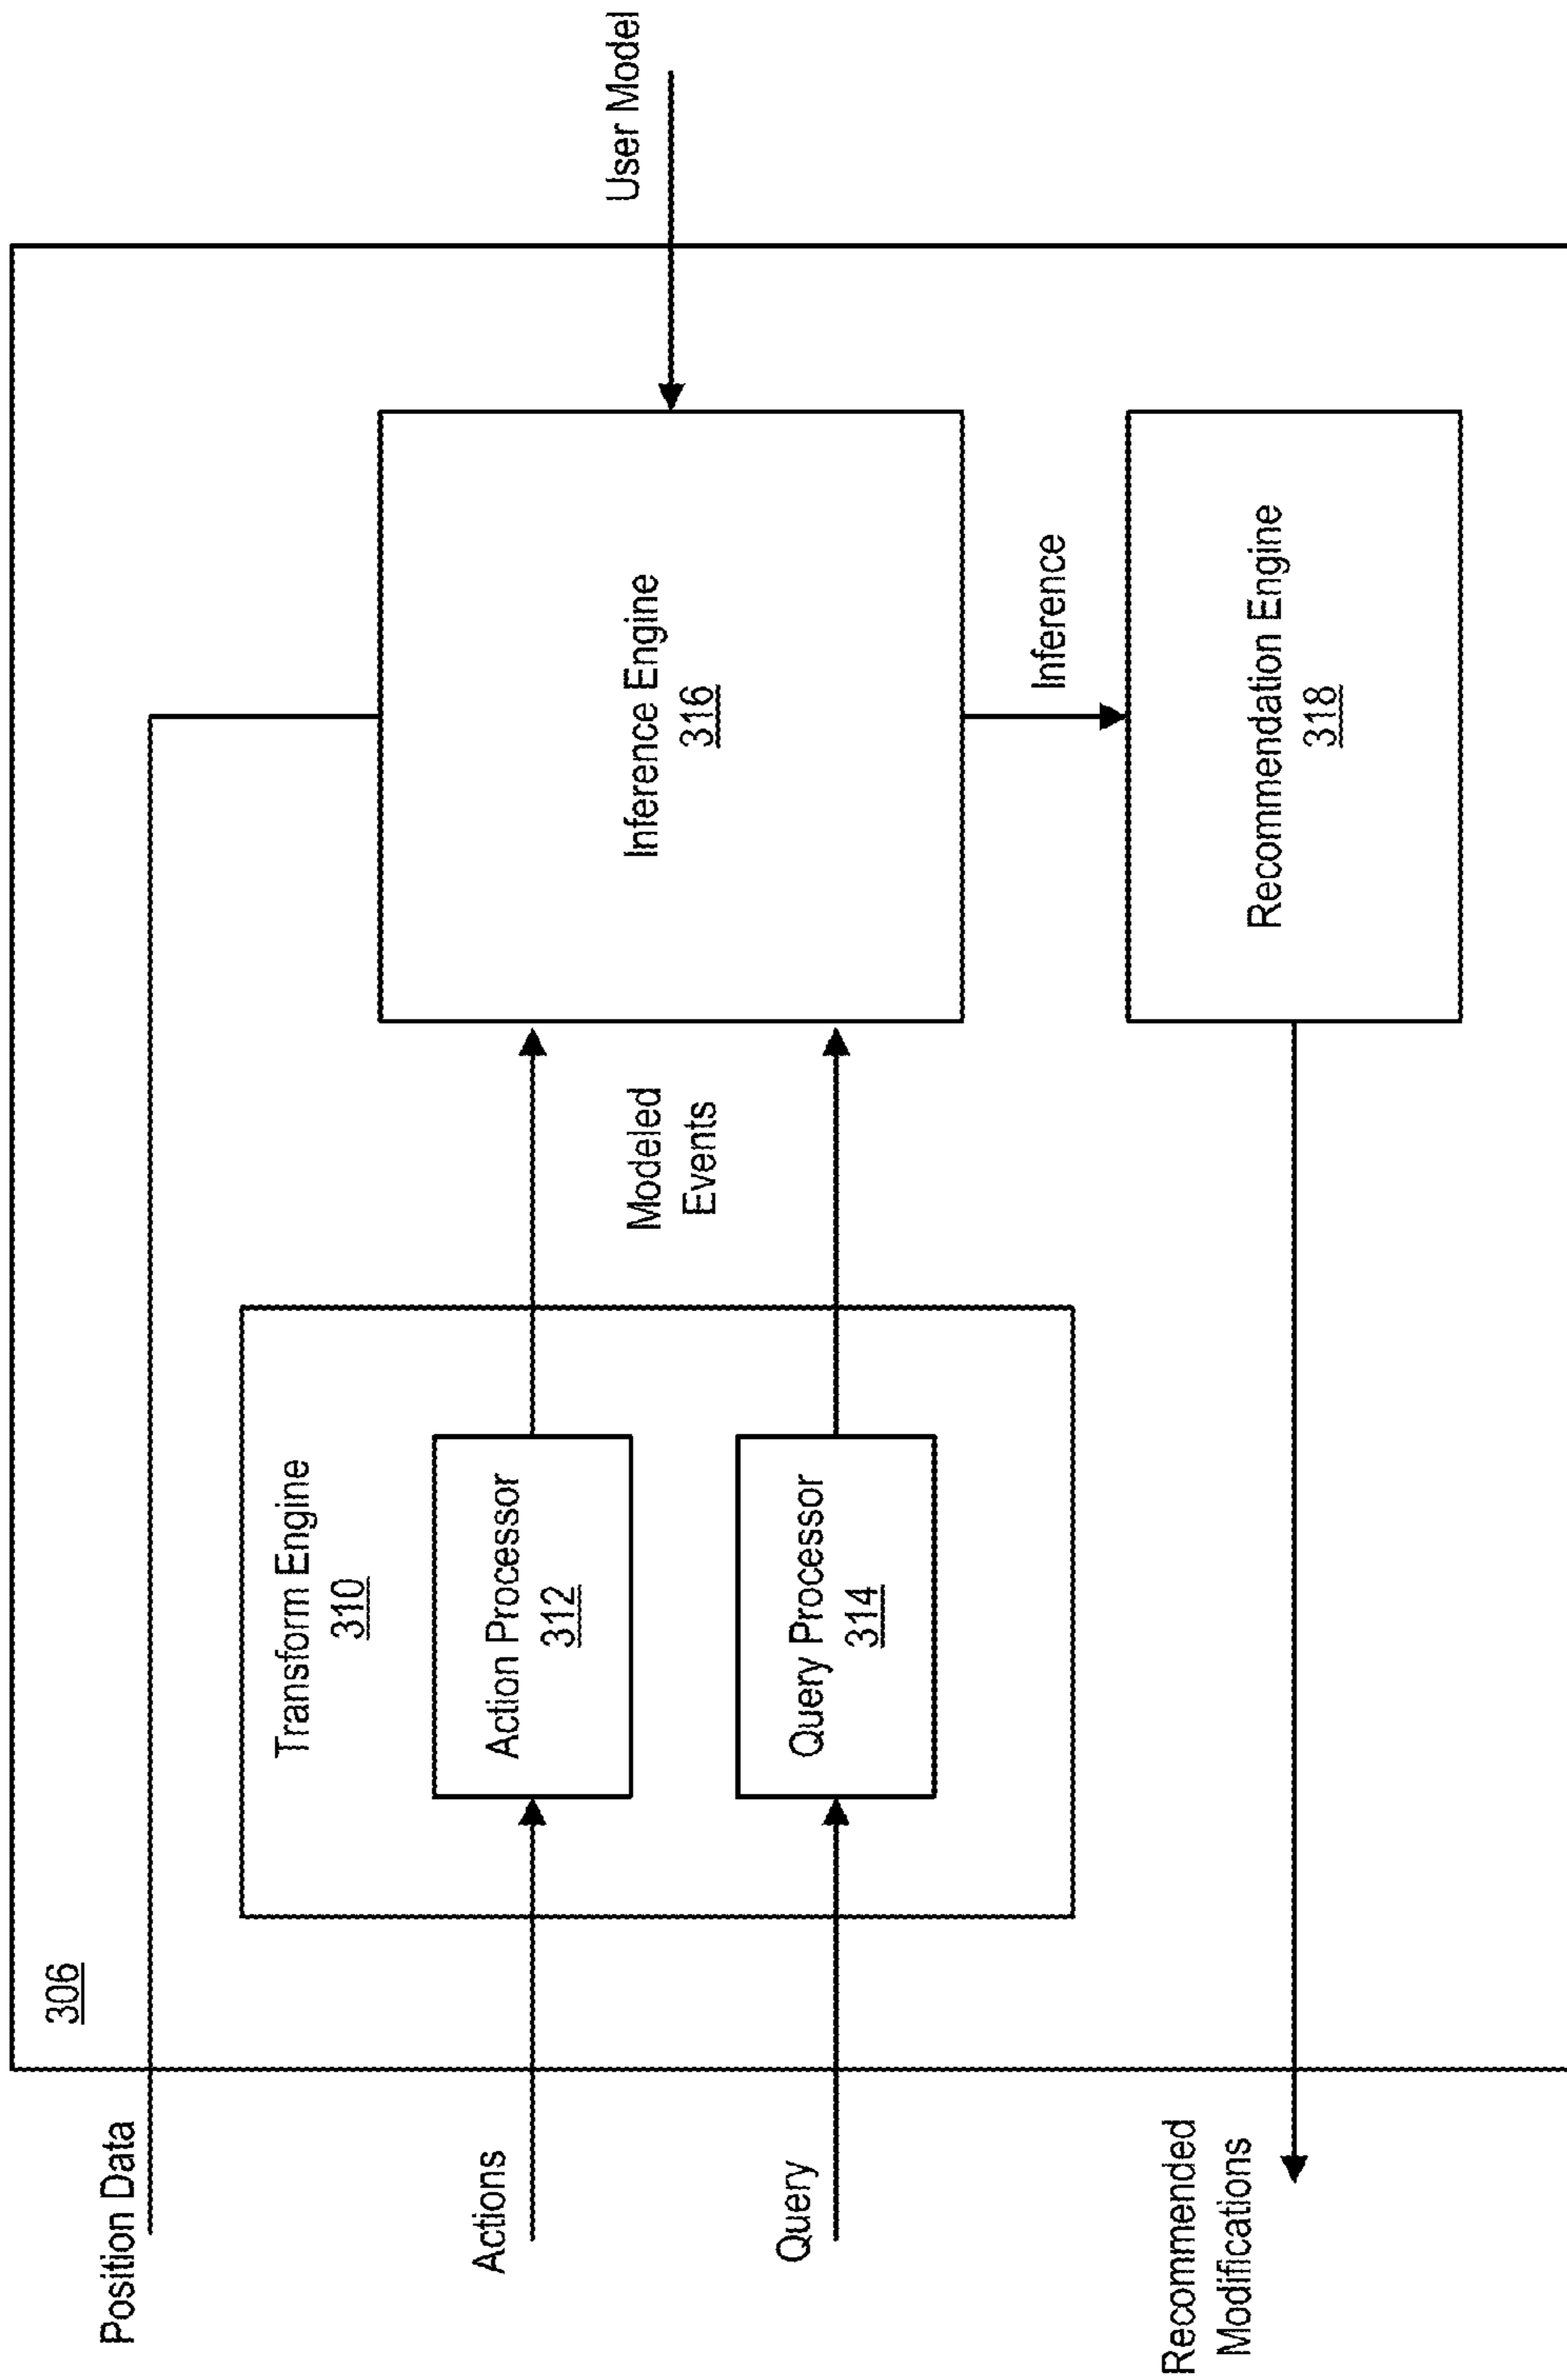 306
Position Data
Transform Engine
310
Actions
Action Processor
312
Query
Query Processor
314
Modeled
Events
Inference Engine
316
User Model
Inference
Recommendation Engine
318
Recommended
Modifications